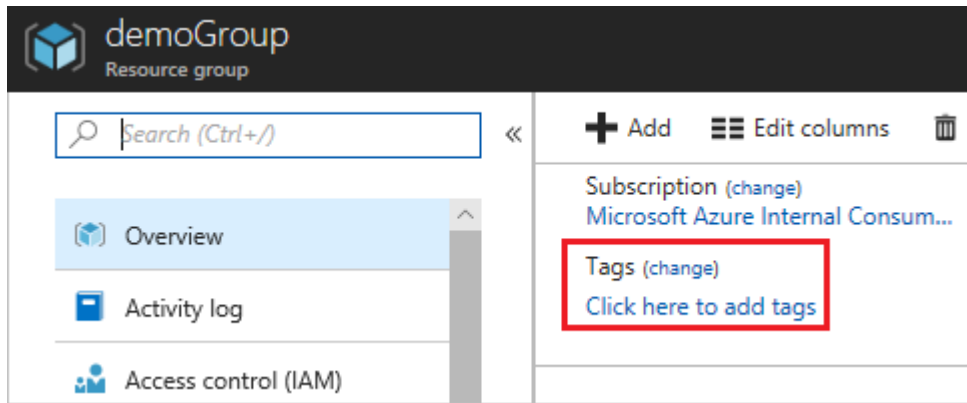 demoGroup
Resource group
Search (Ctrl+/)
Overview
Activity log
Access control (IAM)
Add Edit columns
Subscription (change)
Microsoft Azure Internal Consum...
Tags (change)
Click here to add tags